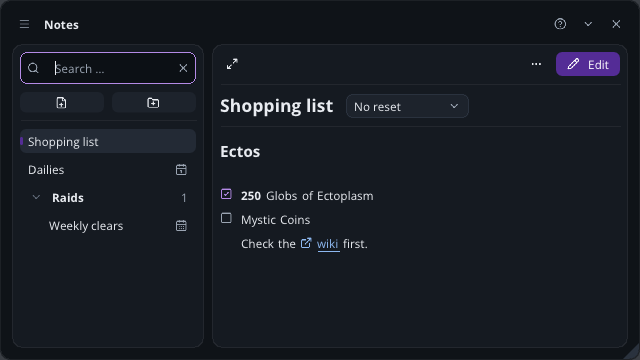 Notes
Search ...
Shopping list
Dailies
Raids 1
Weekly clears
Edit
Shopping list No reset
Ectos
250 Globs of Ectoplasm
Mystic Coins
Check the wiki first.